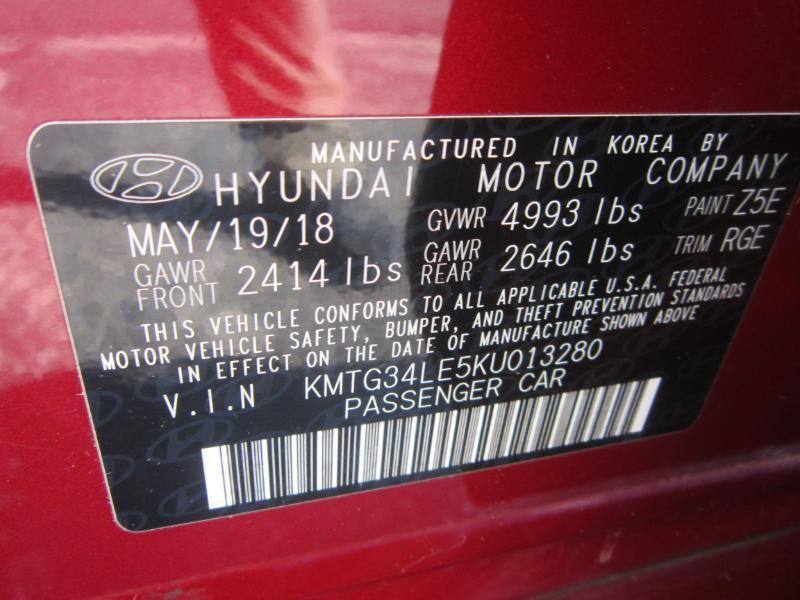 MANUFACTURED IN KOREA BY
HYUNDAI MOTOR COMPANY
MAY/19/18 GVWR 4993 lbs PAINT Z5E
GAWR FRONT 2414 lbs GAWR REAR 2646 lbs TRIM RGE
THIS VEHICLE CONFORMS TO ALL APPLICABLE U.S.A. FEDERAL
MOTOR VEHICLE SAFETY, BUMPER, AND THEFT PREVENTION STANDARDS
IN EFFECT ON THE DATE OF MANUFACTURE SHOWN ABOVE
V.I.N KMTG34LE5KU013280
PASSENGER CAR